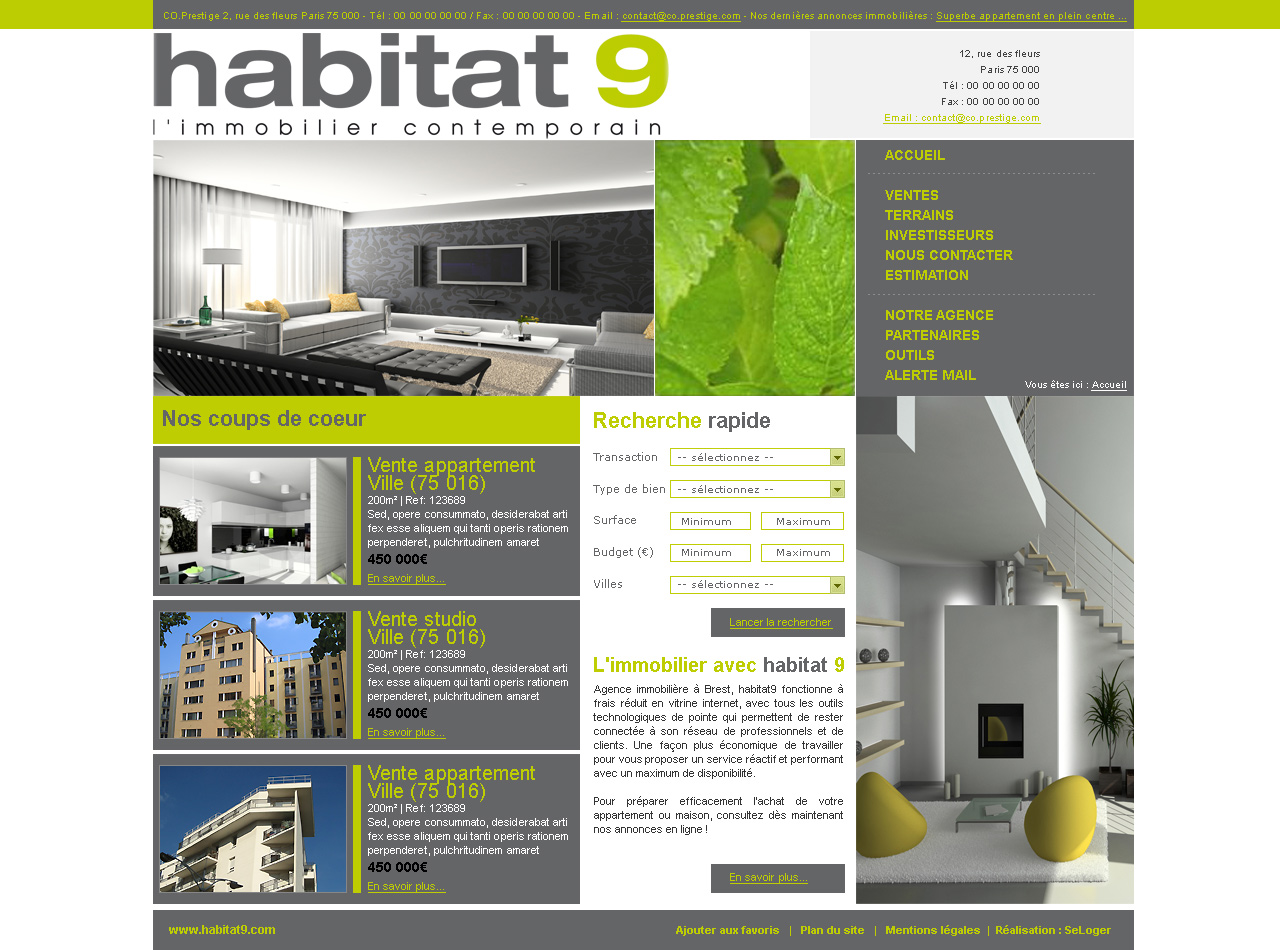 CO.Prestige 2, rue des fleurs Paris 75 000 - Tél : 00 00 00 00 00 / Fax : 00 00 00 00 00 - Email : contact@co.prestige.com - Nos dernières annonces immobilières : Superbe appartement en plein centre ...
habitat 9
l'immobilier contemporain
12, rue des fleurs
Paris 75 000
Tél : 00 00 00 00 00
Fax : 00 00 00 00 00
Email : contact@co.prestige.com
ACCUEIL
VENTES
TERRAINS
INVESTISSEURS
NOUS CONTACTER
ESTIMATION
NOTRE AGENCE
PARTENAIRES
OUTILS
ALERTE MAIL
Vous êtes ici : Accueil
Nos coups de coeur
Vente appartement
Ville (75 016)
200m² | Ref: 123689
Sed, opere consummato, desiderabat arti
fex esse aliquem qui tanti operis rationem
perpenderet, pulchritudinem amaret
450 000€
En savoir plus...
Vente studio
Ville (75 016)
200m² | Ref: 123689
Sed, opere consummato, desiderabat arti
fex esse aliquem qui tanti operis rationem
perpenderet, pulchritudinem amaret
450 000€
En savoir plus...
Vente appartement
Ville (75 016)
200m² | Ref: 123689
Sed, opere consummato, desiderabat arti
fex esse aliquem qui tanti operis rationem
perpenderet, pulchritudinem amaret
450 000€
En savoir plus...
Recherche rapide
Transaction -- sélectionnez --
Type de bien -- sélectionnez --
Surface Minimum Maximum
Budget (€) Minimum Maximum
Villes -- sélectionnez --
Lancer la rechercher
L'immobilier avec habitat 9
Agence immobilière à Brest, habitat9 fonctionne à
frais réduit en vitrine internet, avec tous les outils
technologiques de pointe qui permettent de rester
connectée à son réseau de professionnels et de
clients. Une façon plus économique de travailler
pour vous proposer un service réactif et performant
avec un maximum de disponibilité.
Pour préparer efficacement l'achat de votre
appartement ou maison, consultez dès maintenant
nos annonces en ligne !
En savoir plus...
www.habitat9.com
Ajouter aux favoris | Plan du site | Mentions légales | Réalisation : SeLoger